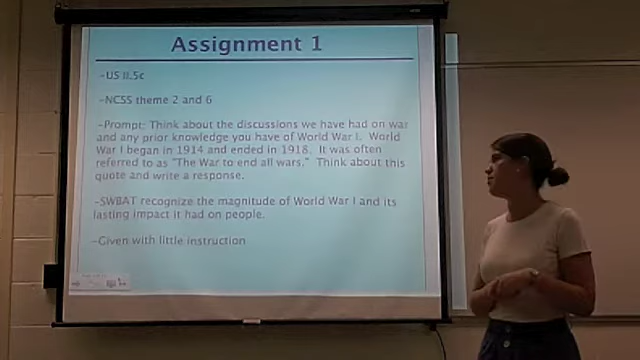 Assignment 1
-US II.5c
-NCSS theme 2 and 6
-Prompt: Think about the discussions we have had on war
and any prior knowledge you have of World War I. World
War I began in 1914 and ended in 1918. It was often
referred to as "The War to end all wars." Think about this
quote and write a response.
-SWBAT recognize the magnitude of World War I and its
lasting impact it had on people.
-Given with little instruction